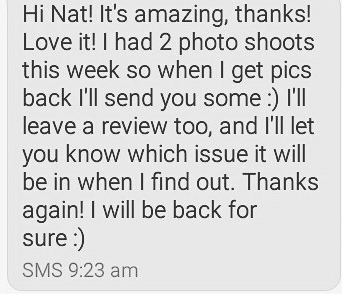 Hi Nat! It's amazing, thanks!
Love it! I had 2 photo shoots
this week so when I get pics
back I'll send you some :) I'll
leave a review too, and I'll let
you know which issue it will
be in when I find out. Thanks
again! I will be back for
sure :)
SMS 9:23 am